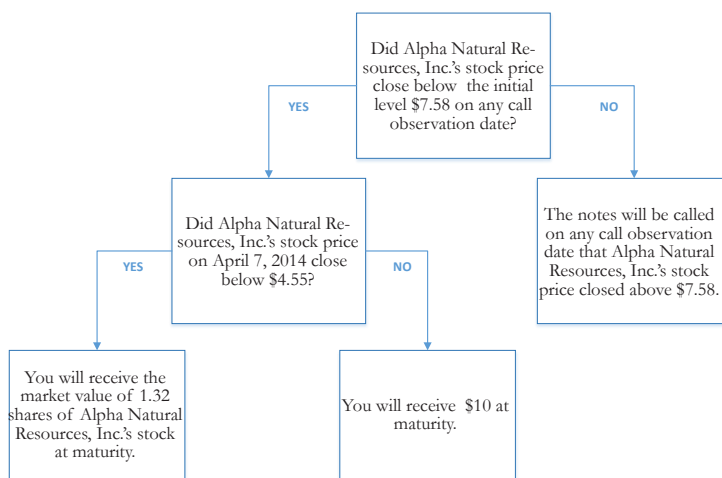 Did Alpha Natural Re-
sources, Inc.'s stock price
close below the initial
level $7.58 on any call
observation date?
YES
NO
Did Alpha Natural Re-
sources, Inc.'s stock price
on April 7, 2014 close
below $4.55?
The notes will be called
on any call observation
date that Alpha Natural
Resources, Inc.'s stock
price closed above $7.58.
YES
NO
You will receive the
market value of 1.32
shares of Alpha Natural
Resources, Inc.'s stock
at maturity.
You will receive $10 at
maturity.